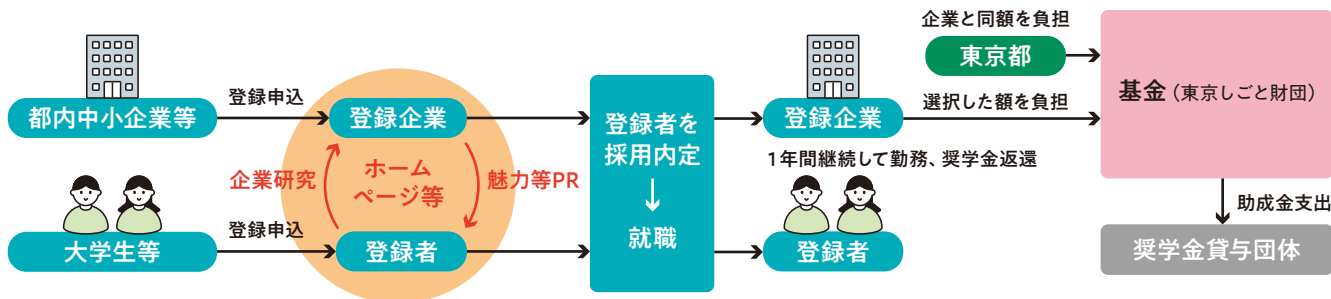 都内中小企業等
登録申込
登録企業
企業研究
ホーム
ページ等
魅力等PR
大学生等
登録申込
登録者
登録者を
採用内定
就職
登録企業
1年間継続して勤務、奨学金返還
登録者
企業と同額を負担
東京都
選択した額を負担
基金（東京しごと財団）
助成金支出
奨学金貸与団体